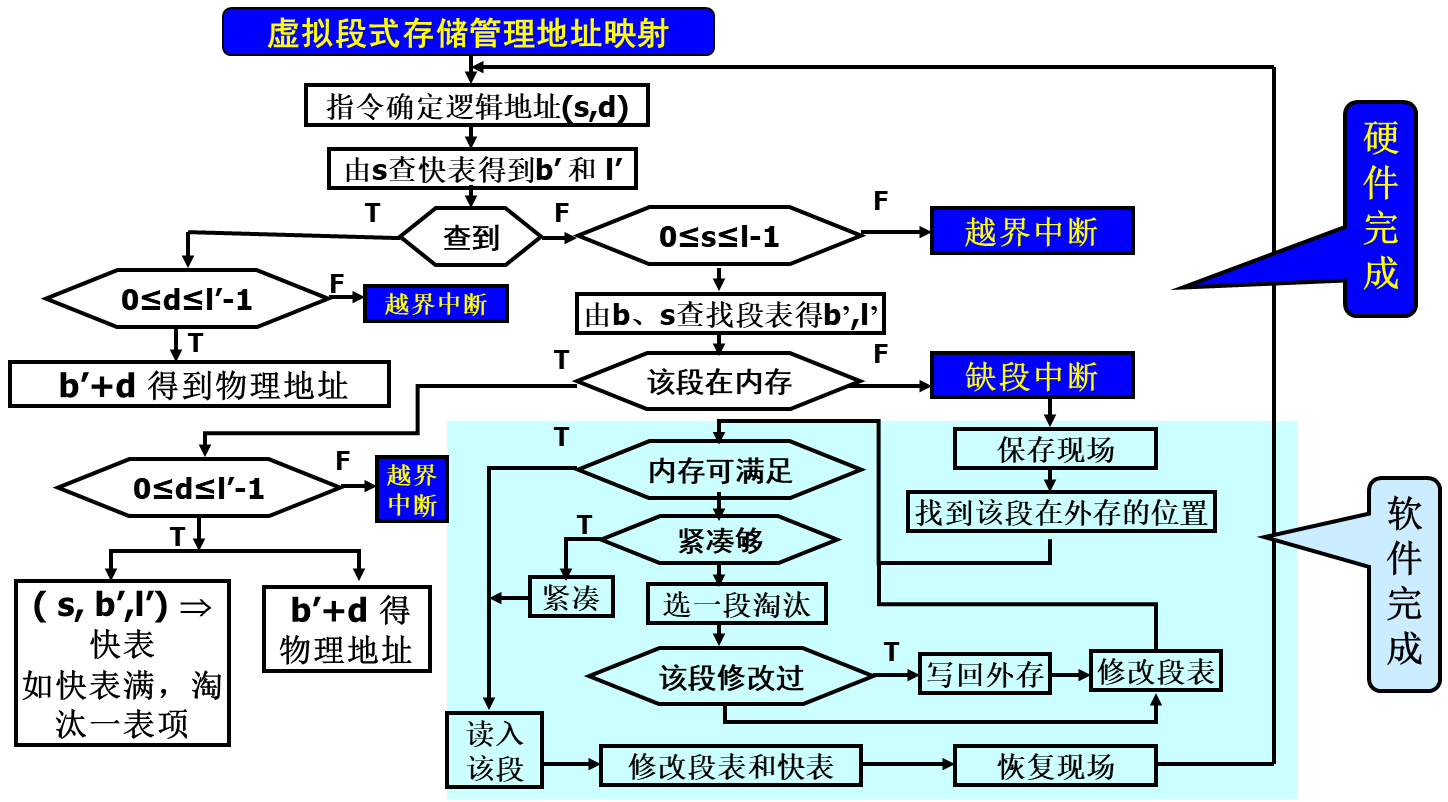 虚拟段式存储管理地址映射
指令确定逻辑地址(s,d)
由s查快表得到b′ 和 l′
T
查到
F
0≤s≤l-1
F
越界中断
硬件完成
0≤d≤l′-1
F
越界中断
T
b′+d 得到物理地址
由b、s查找段表得b’,l’
T
该段在内存
F
缺段中断
0≤d≤l′-1
F
越界
中断
T
( s, b′,l′) ⇒
快表
如快表满，淘
汰一表项
b′+d 得
物理地址
保存现场
找到该段在外存的位置
T
内存可满足
T
紧凑够
紧凑
选一段淘汰
该段修改过
T
写回外存
修改段表
读入
该段
修改段表和快表
恢复现场
软件完成